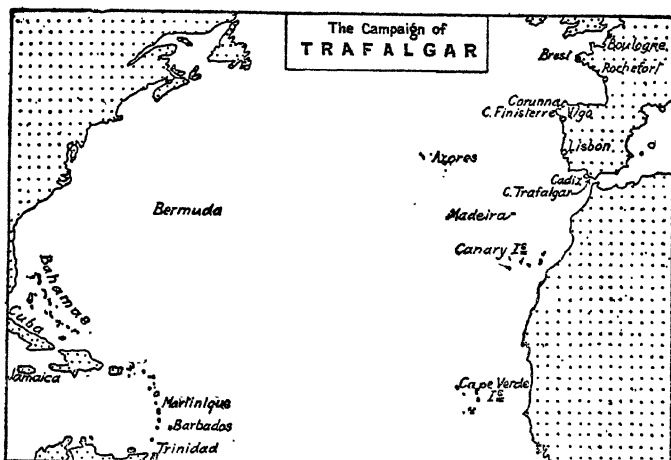 The Campaign of
TRAFALGAR
Boulogne
Brest
Rochefort
Corunna
C. Finisterre
Vigo
Lisbon
Azores
Cadiz
C. Trafalgar
Bermuda
Madeira
Canary Is
Bahamas
Cuba
Jamaica
Cape Verde
Is
Martinique
Barbados
Trinidad